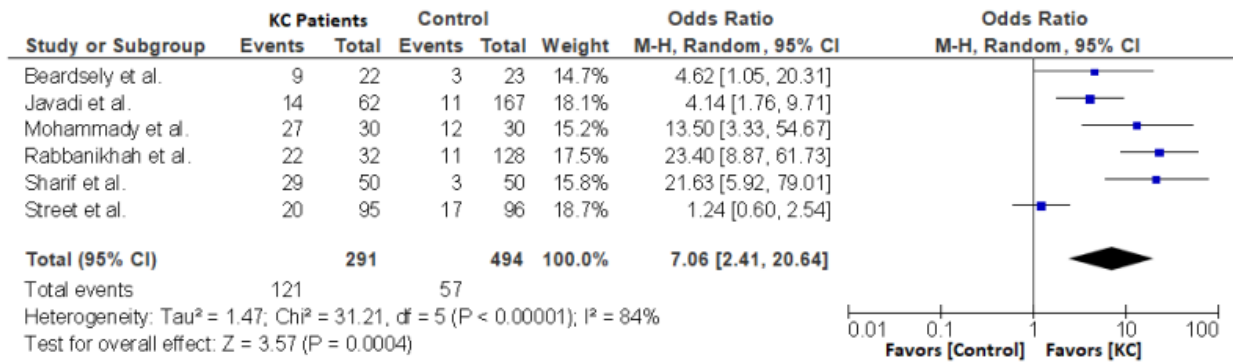 KC Patients Control Odds Ratio Odds Ratio
Study or Subgroup Events Total Events Total Weight M-H, Random, 95% CI M-H, Random, 95% CI
Beardsely et al. 9 22 3 23 14.7% 4.62 [1.05, 20.31]
Javadi et al. 14 62 11 167 18.1% 4.14 [1.76, 9.71]
Mohammady et al. 27 30 12 30 15.2% 13.50 [3.33, 54.67]
Rabbanikhah et al. 22 32 11 128 17.5% 23.40 [8.87, 61.73]
Sharif et al. 29 50 3 50 15.8% 21.63 [5.92, 79.01]
Street et al. 20 95 17 96 18.7% 1.24 [0.60, 2.54]
Total (95% CI) 291 494 100.0% 7.06 [2.41, 20.64]
Total events 121 57
Heterogeneity: Tau² = 1.47; Chi² = 31.21, df = 5 (P < 0.00001); I² = 84%
Test for overall effect: Z = 3.57 (P = 0.0004)
0.01 0.1 1 10 100
Favors [Control] Favors [KC]